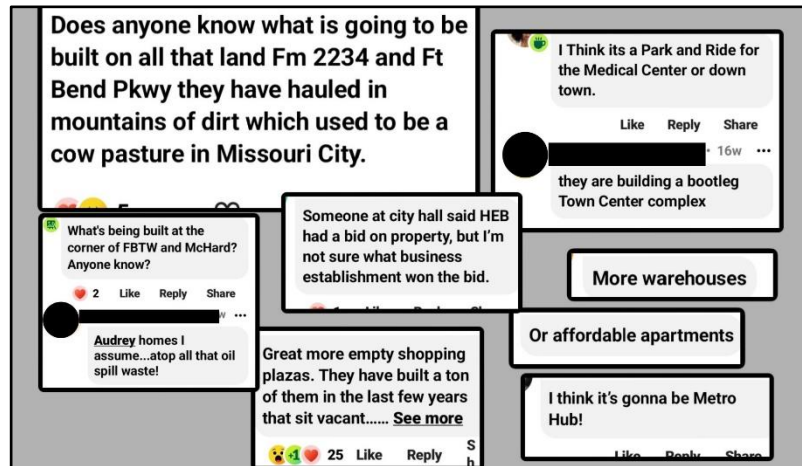 Does anyone know what is going to be
built on all that land Fm 2234 and Ft
Bend Pkwy they have hauled in
mountains of dirt which used to be a
cow pasture in Missouri City.
I Think its a Park and Ride for
the Medical Center or down
town.
Like Reply Share
16w
they are building a bootleg
Town Center complex
What's being built at the
corner of FBTW and McHard?
Anyone know?
2 Like Reply Share
Audrey homes I
assume...atop all that oil
spill waste!
Someone at city hall said HEB
had a bid on property, but I'm
not sure what business
establishment won the bid.
More warehouses
Or affordable apartments
Great more empty shopping
plazas. They have built a ton
of them in the last few years
that sit vacant...... See more
25 Like Reply
I think it's gonna be Metro
Hub!
Like Reply Share